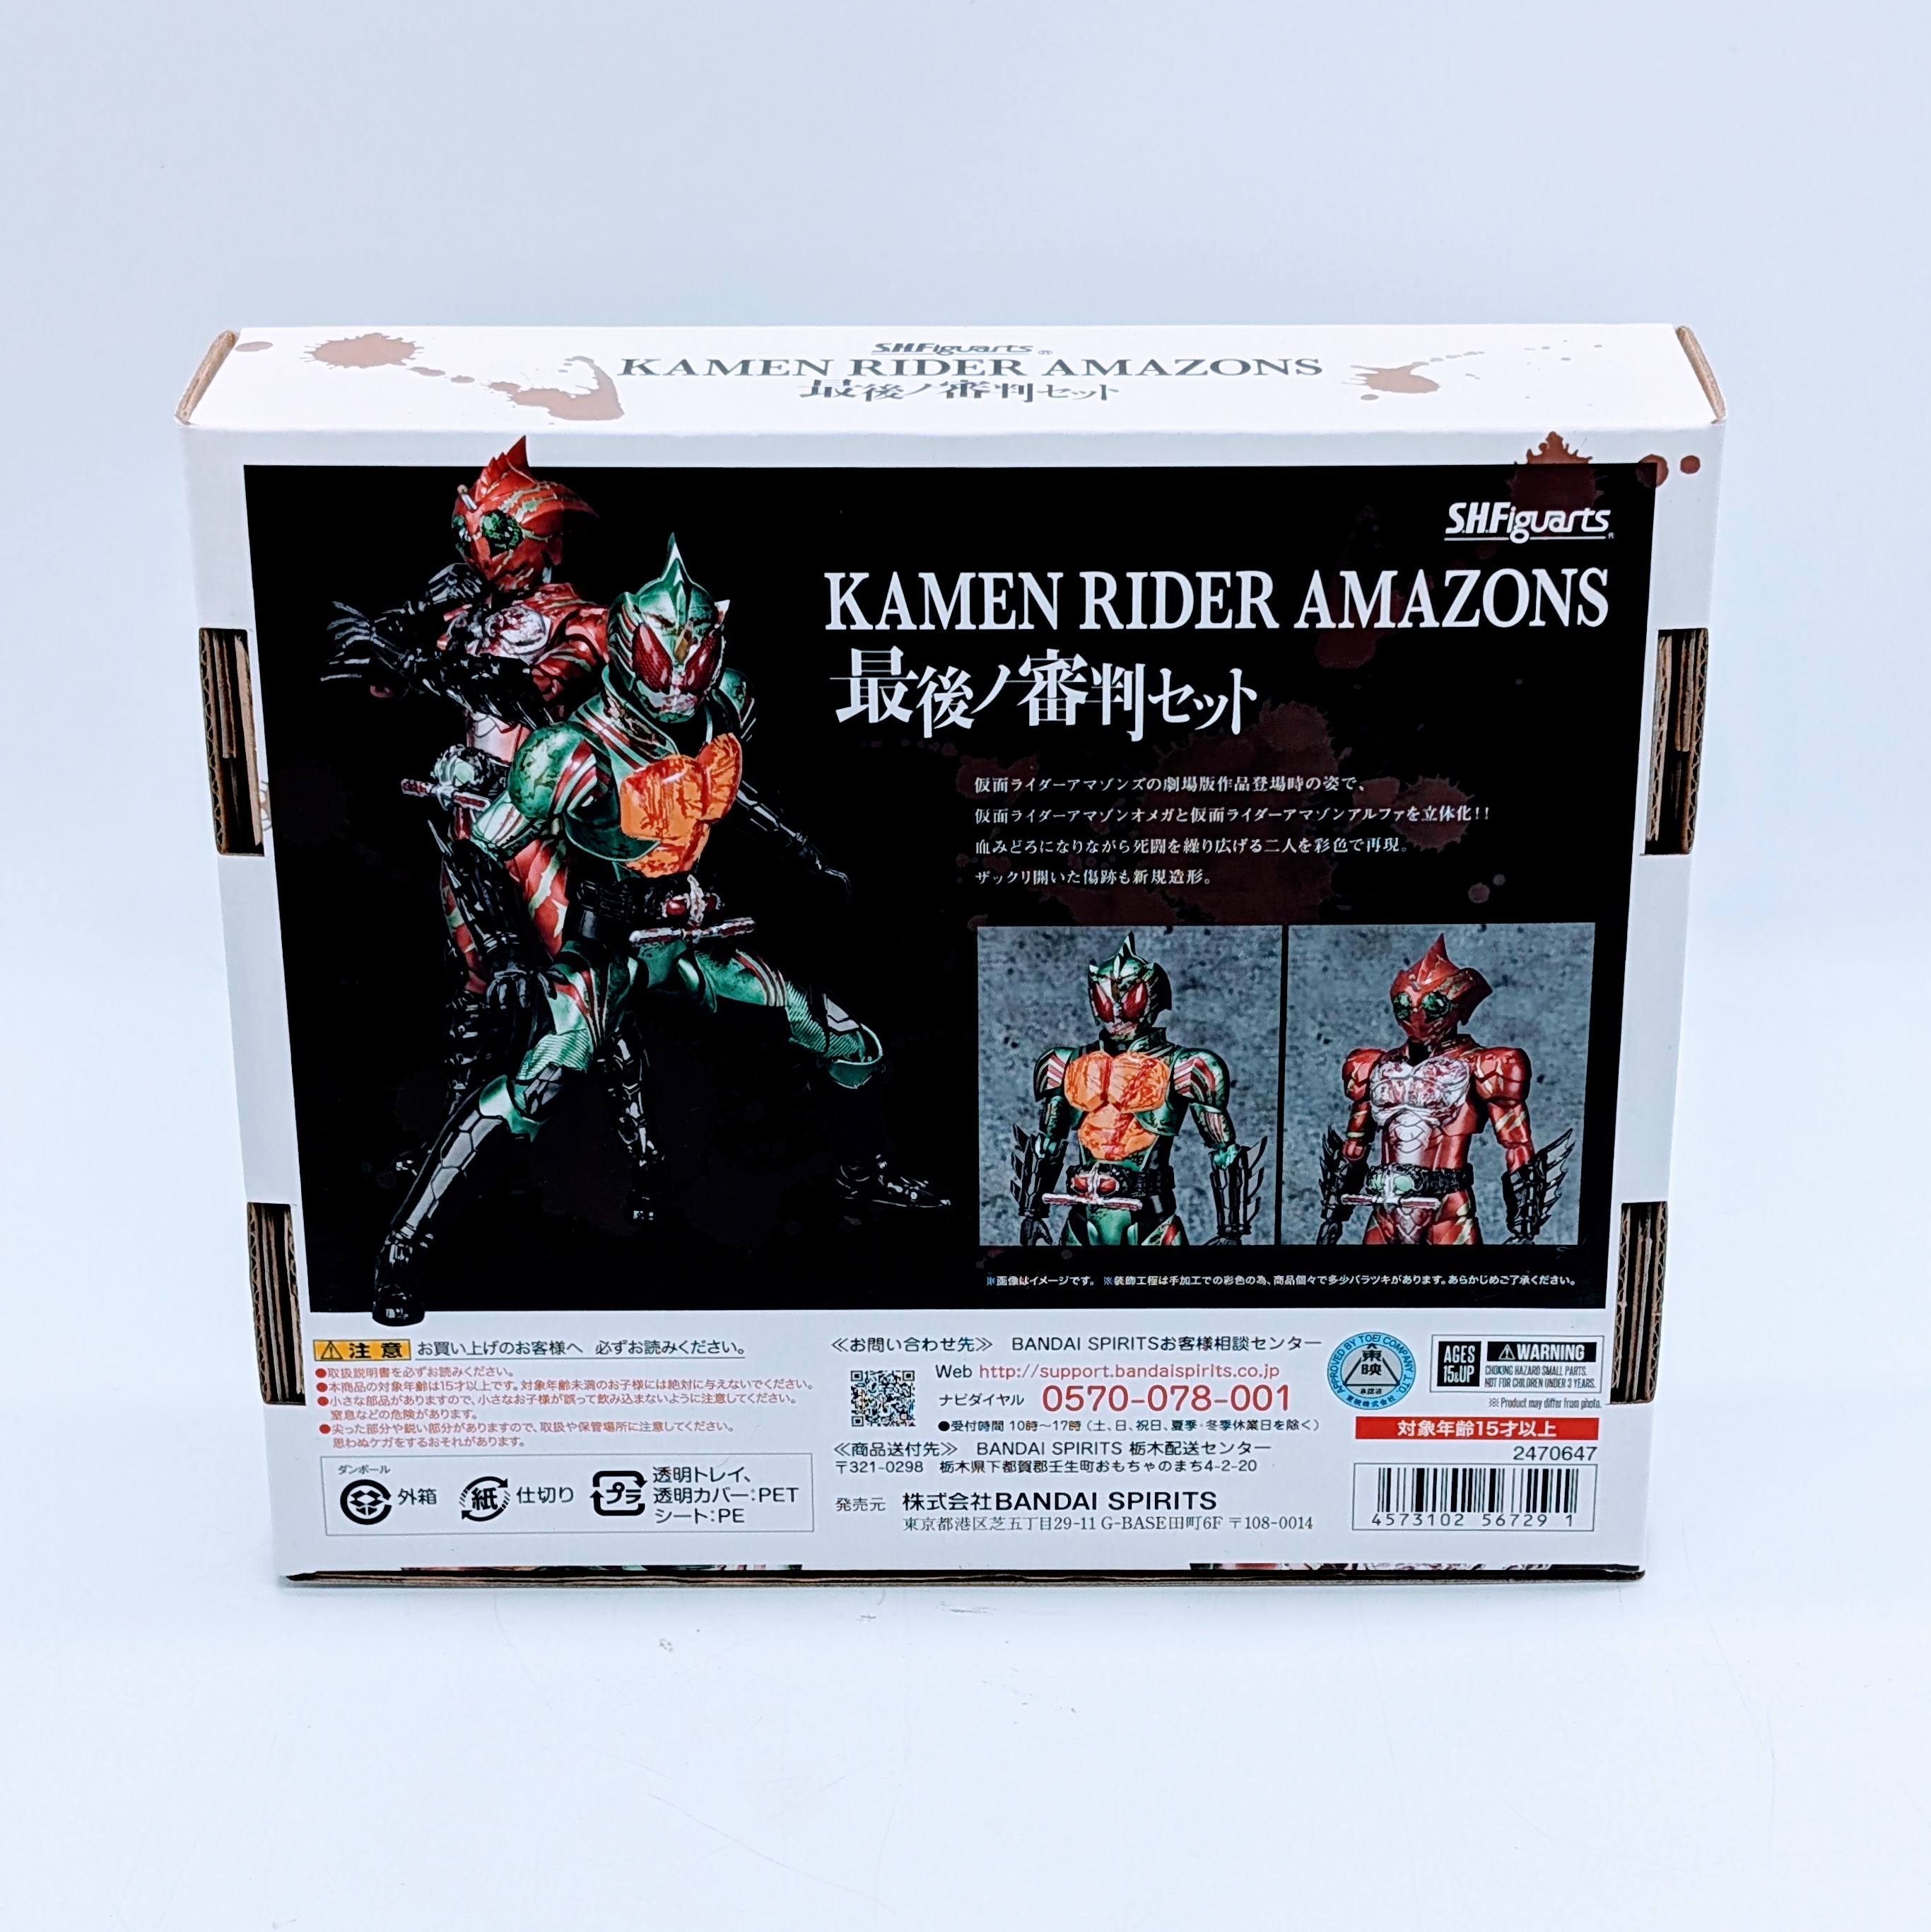 S.H.Figuarts®
KAMEN RIDER AMAZONS
最後ノ審判セット
S.H.Figuarts®
KAMEN RIDER AMAZONS
最後ノ審判セット
仮面ライダーアマゾンズの劇場版作品登場時の姿で、
仮面ライダーアマゾンオメガと仮面ライダーアマゾンアルファを立体化!!
血みどろになりながら死闘を繰り広げる二人を彩色で再現。
ザックリ開いた傷跡も新規造形。
※画像はイメージです。 ※装飾工程は手加工での彩色の為、商品個々で多少バラツキがあります。あらかじめご了承ください。
⚠注意 お買い上げのお客様へ 必ずお読みください。
●取扱説明書を必ずお読みください。
●本商品の対象年齢は15才以上です。対象年齢未満のお子様には絶対に与えないでください。
●小さな部品がありますので、小さなお子様が誤って飲み込まないように注意してください。
窒息などの危険があります。
●尖った部分や鋭い部分がありますので、取扱や保管場所に注意してください。
思わぬケガをするおそれがあります。
ダンボール
外箱
紙 仕切り
プラ 透明トレイ、
透明カバー:PET
シート:PE
≪お問い合わせ先≫ BANDAI SPIRITSお客様相談センター
Web http://support.bandaispirits.co.jp
ナビダイヤル 0570-078-001
●受付時間 10時～17時 (土、日、祝日、夏季・冬季休業日を除く)
≪商品送付先≫ BANDAI SPIRITS 栃木配送センター
〒321-0298 栃木県下都賀郡壬生町おもちゃのまち4-2-20
発売元 株式会社BANDAI SPIRITS
東京都港区芝五丁目29-11 G-BASE田町6F 〒108-0014
APPROVED BY TOEI COMPANY, LTD.
東映
承認済
東映株式会社
AGES
15&UP
⚠WARNING
CHOKING HAZARD SMALL PARTS.
NOT FOR CHILDREN UNDER 3 YEARS.
※Product may differ from photo.
対象年齢15才以上
2470647
4573102 56729 1